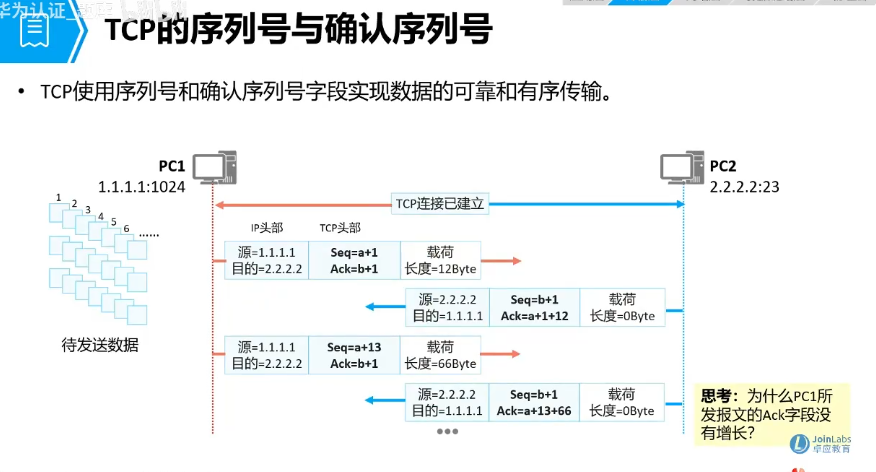 华为认证_
TCP的序列号与确认序列号
• TCP使用序列号和确认序列号字段实现数据的可靠和有序传输。
PC1
1.1.1.1:1024
PC2
2.2.2.2:23
TCP连接已建立
1
2
3
4
5
6
……
待发送数据
IP头部
TCP头部
源=1.1.1.1
目的=2.2.2.2
Seq=a+1
Ack=b+1
载荷
长度=12Byte
源=2.2.2.2
目的=1.1.1.1
Seq=b+1
Ack=a+1+12
载荷
长度=0Byte
源=1.1.1.1
目的=2.2.2.2
Seq=a+13
Ack=b+1
载荷
长度=66Byte
源=2.2.2.2
目的=1.1.1.1
Seq=b+1
Ack=a+13+66
载荷
长度=0Byte
思考：为什么PC1所
发报文的Ack字段没
有增长?
JoinLabs
卓应教育